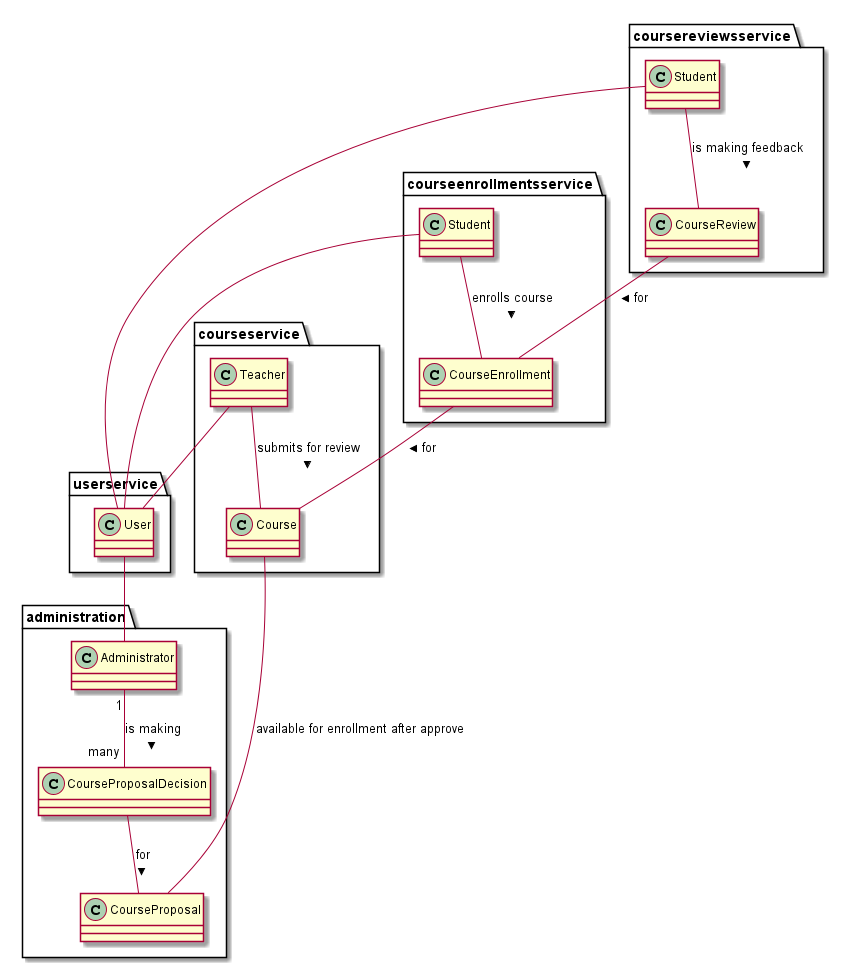 coursereviewsservice
C Student
is making feedback
▼
C CourseReview
courseenrollmentsservice
C Student
enrolls course
▼
◄ for
C CourseEnrollment
courseservice
C Teacher
submits for review
▼
◄ for
C Course
userservice
C User
administration
C Administrator
1
is making
▼
many
available for enrollment after approve
C CourseProposalDecision
for
▼
C CourseProposal